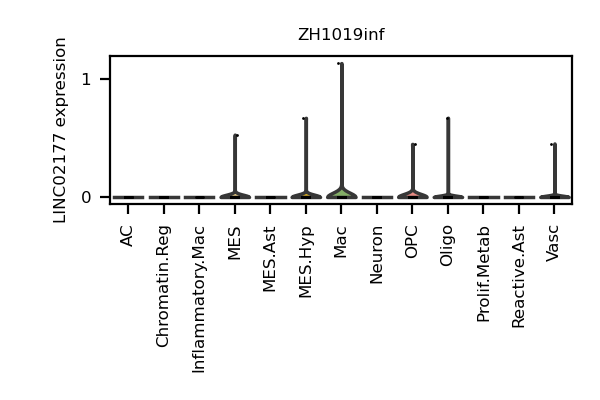 ZH1019inf
LINC02177 expression
1
0
AC
Chromatin.Reg
Inflammatory.Mac
MES
MES.Ast
MES.Hyp
Mac
Neuron
OPC
Oligo
Prolif.Metab
Reactive.Ast
Vasc